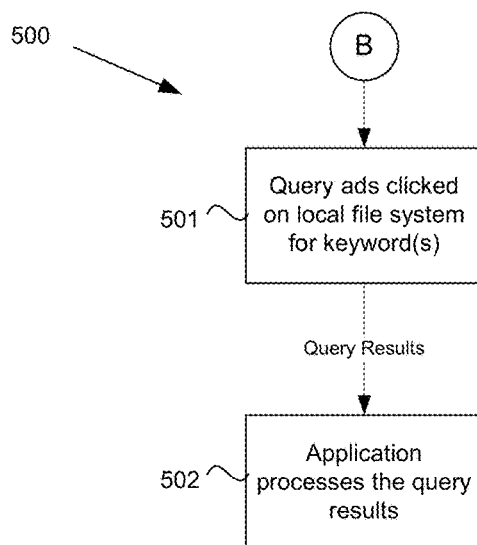 500
B
Query ads clicked
on local file system
for keyword(s)
501
Query Results
Application
processes the query
results
502